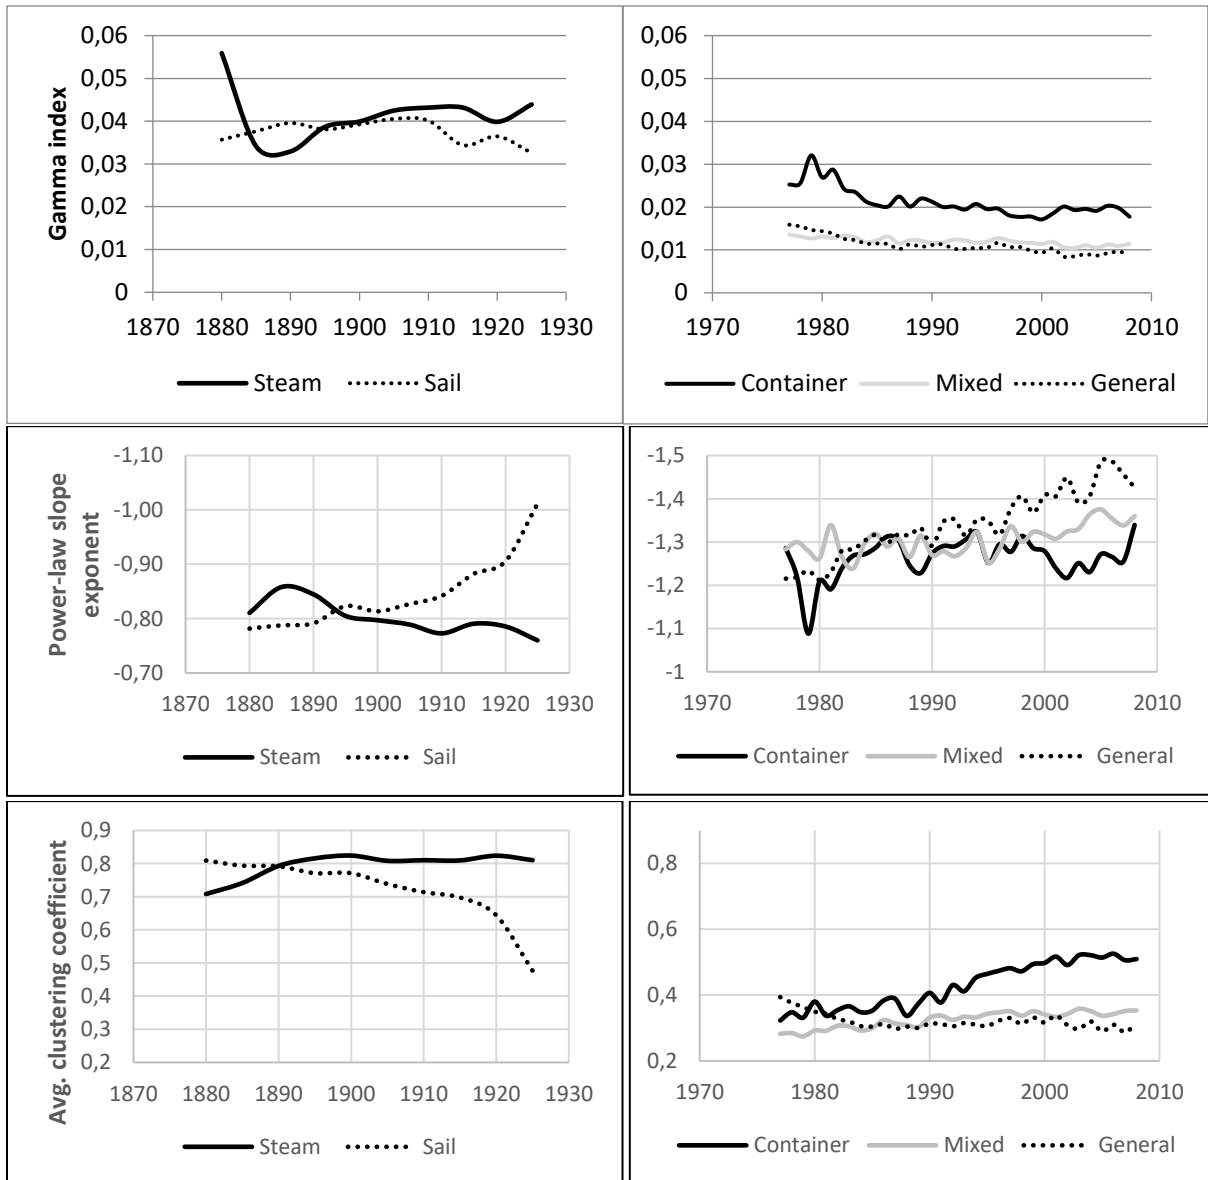 Gamma index
0,06
0,05
0,04
0,03
0,02
0,01
0
1870 1880 1890 1900 1910 1920 1930
Steam Sail
0,06
0,05
0,04
0,03
0,02
0,01
0
1970 1980 1990 2000 2010
Container Mixed General
Power-law slope
exponent
-1,10
-1,00
-0,90
-0,80
-0,70
1870 1880 1890 1900 1910 1920 1930
Steam Sail
-1,5
-1,4
-1,3
-1,2
-1,1
-1
1970 1980 1990 2000 2010
Container Mixed General
Avg. clustering coefficient
0,9
0,8
0,7
0,6
0,5
0,4
0,3
0,2
1870 1880 1890 1900 1910 1920 1930
Steam Sail
0,8
0,6
0,4
0,2
1970 1980 1990 2000 2010
Container Mixed General